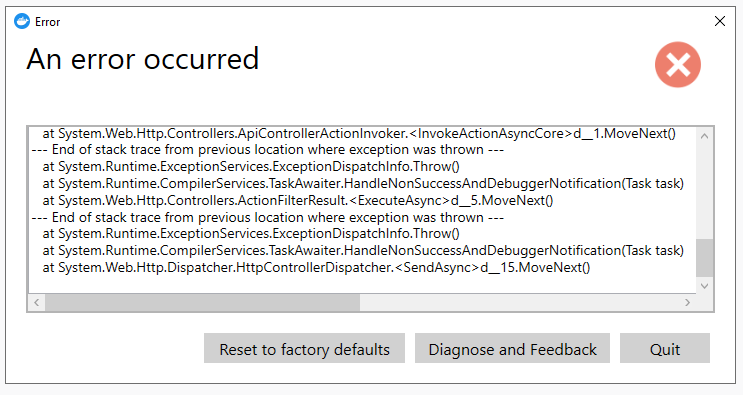 Error
An error occurred
at System.Web.Http.Controllers.ApiControllerActionInvoker.<InvokeActionAsyncCore>d__1.MoveNext()
--- End of stack trace from previous location where exception was thrown ---
at System.Runtime.ExceptionServices.ExceptionDispatchInfo.Throw()
at System.Runtime.CompilerServices.TaskAwaiter.HandleNonSuccessAndDebuggerNotification(Task task)
at System.Web.Http.Controllers.ActionFilterResult.<ExecuteAsync>d__5.MoveNext()
--- End of stack trace from previous location where exception was thrown ---
at System.Runtime.ExceptionServices.ExceptionDispatchInfo.Throw()
at System.Runtime.CompilerServices.TaskAwaiter.HandleNonSuccessAndDebuggerNotification(Task task)
at System.Web.Http.Dispatcher.HttpControllerDispatcher.<SendAsync>d__15.MoveNext()
Reset to factory defaults
Diagnose and Feedback
Quit